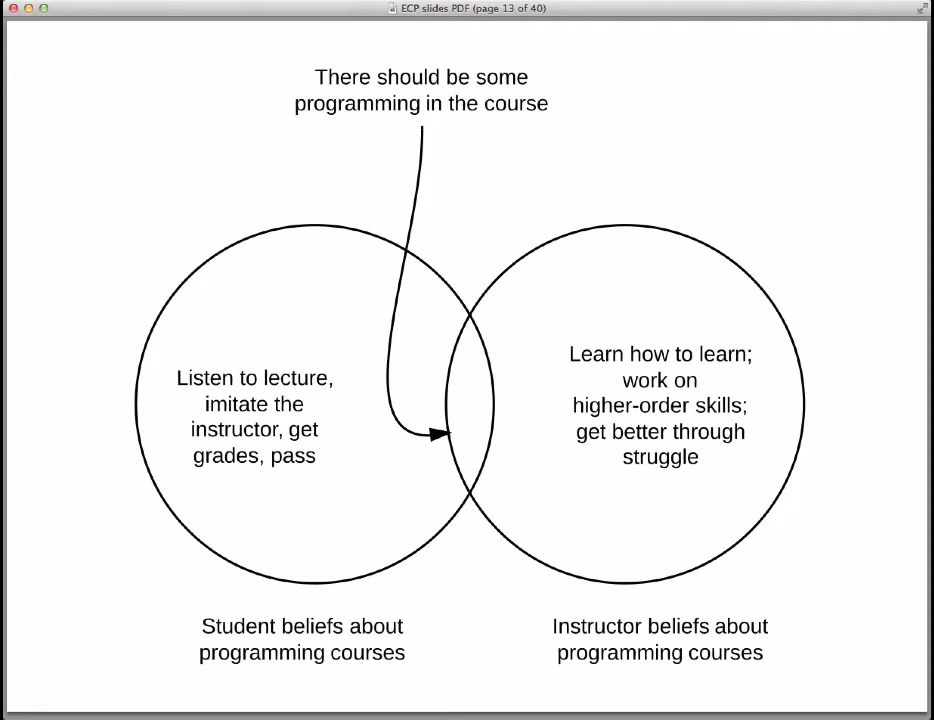 ECP slides PDF (page 13 of 40)
There should be some
programming in the course
Listen to lecture,
imitate the
instructor, get
grades, pass
Learn how to learn;
work on
higher-order skills;
get better through
struggle
Student beliefs about
programming courses
Instructor beliefs about
programming courses